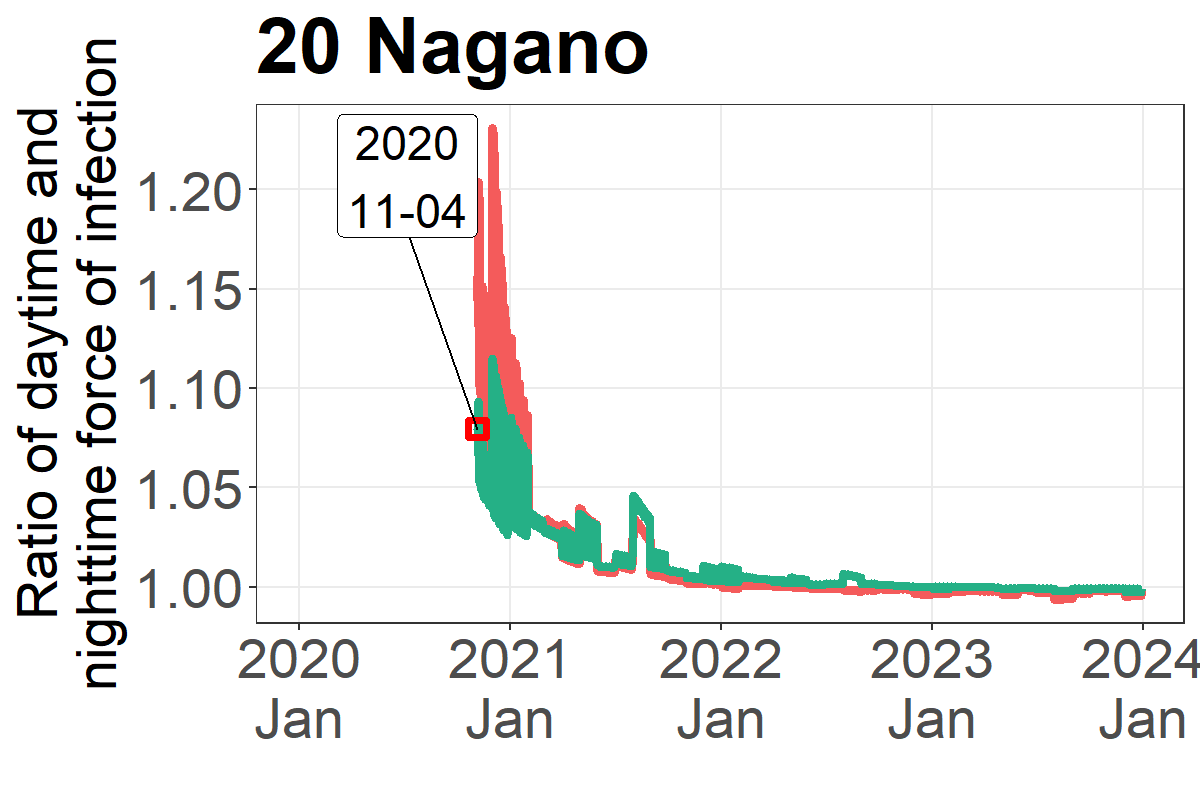 20 Nagano
Ratio of daytime and
nighttime force of infection
1.20
1.15
1.10
1.05
1.00
2020
11-04
2020 2021 2022 2023 2024
Jan Jan Jan Jan Jan